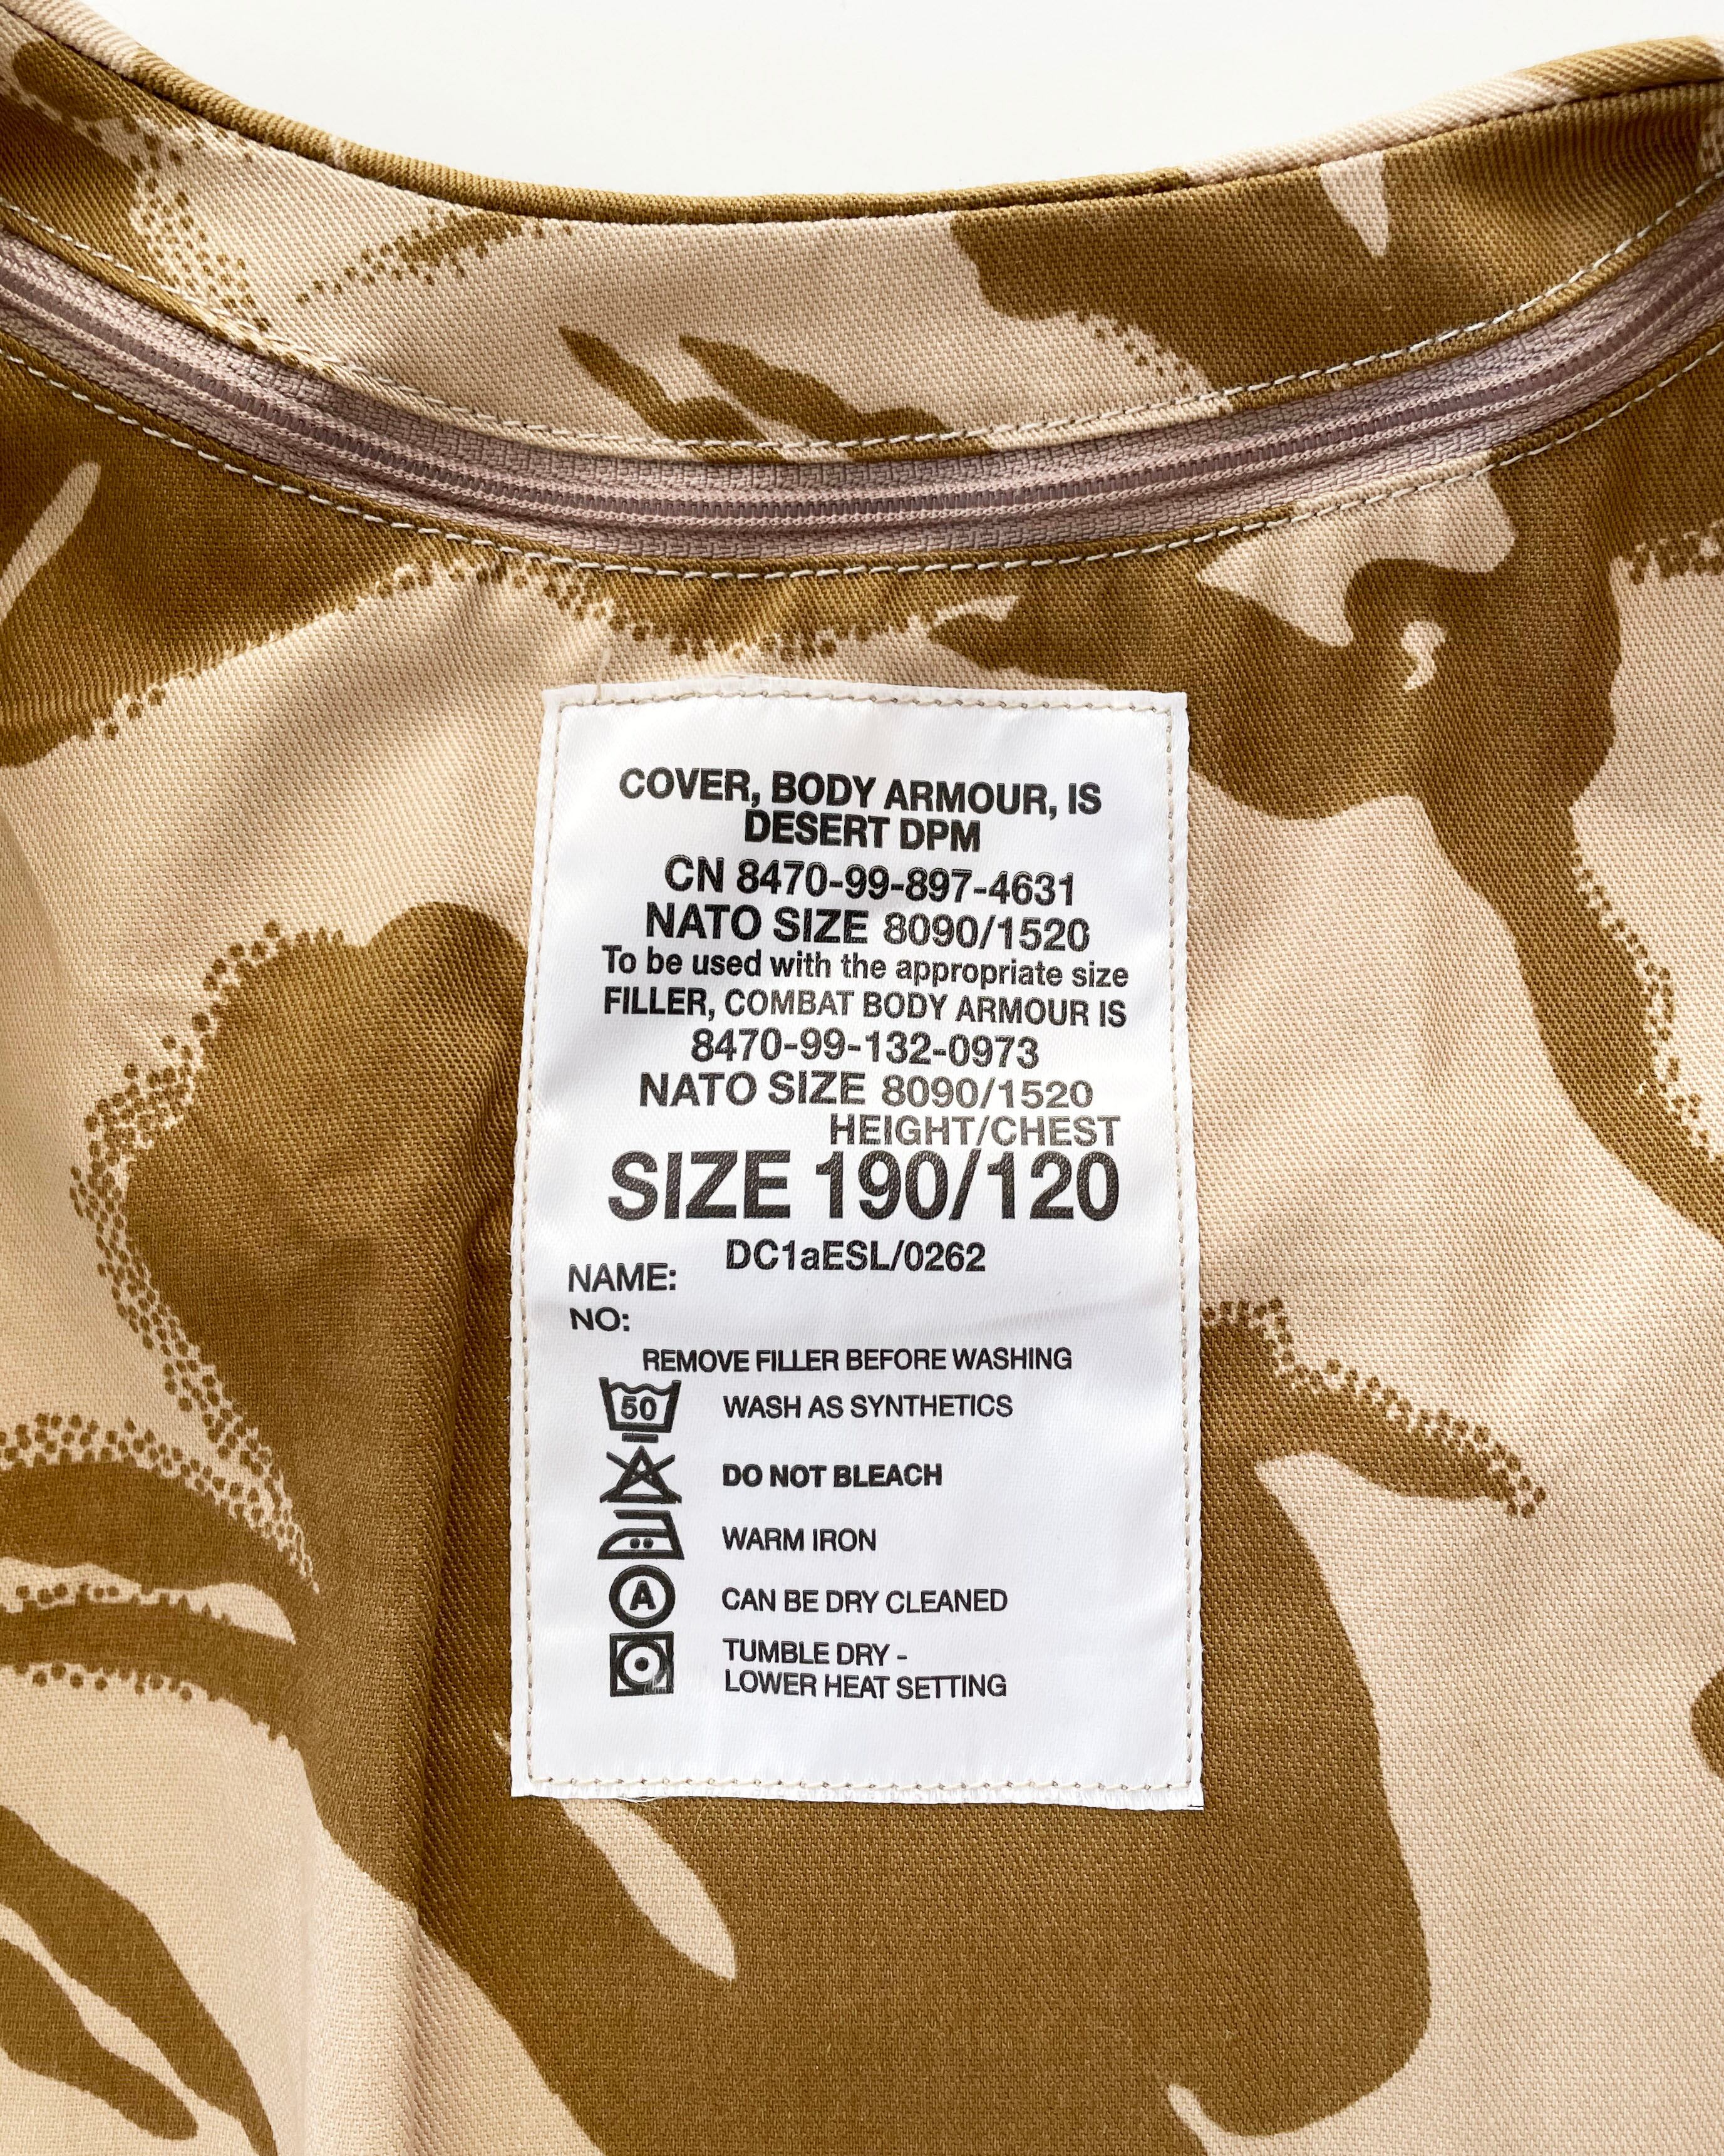 COVER, BODY ARMOUR, IS
DESERT DPM
CN 8470-99-897-4631
NATO SIZE 8090/1520
To be used with the appropriate size
FILLER, COMBAT BODY ARMOUR IS
8470-99-132-0973
NATO SIZE 8090/1520
HEIGHT/CHEST
SIZE 190/120
DC1aESL/0262
NAME:
NO:
REMOVE FILLER BEFORE WASHING
50 WASH AS SYNTHETICS
DO NOT BLEACH
WARM IRON
A CAN BE DRY CLEANED
TUMBLE DRY -
LOWER HEAT SETTING